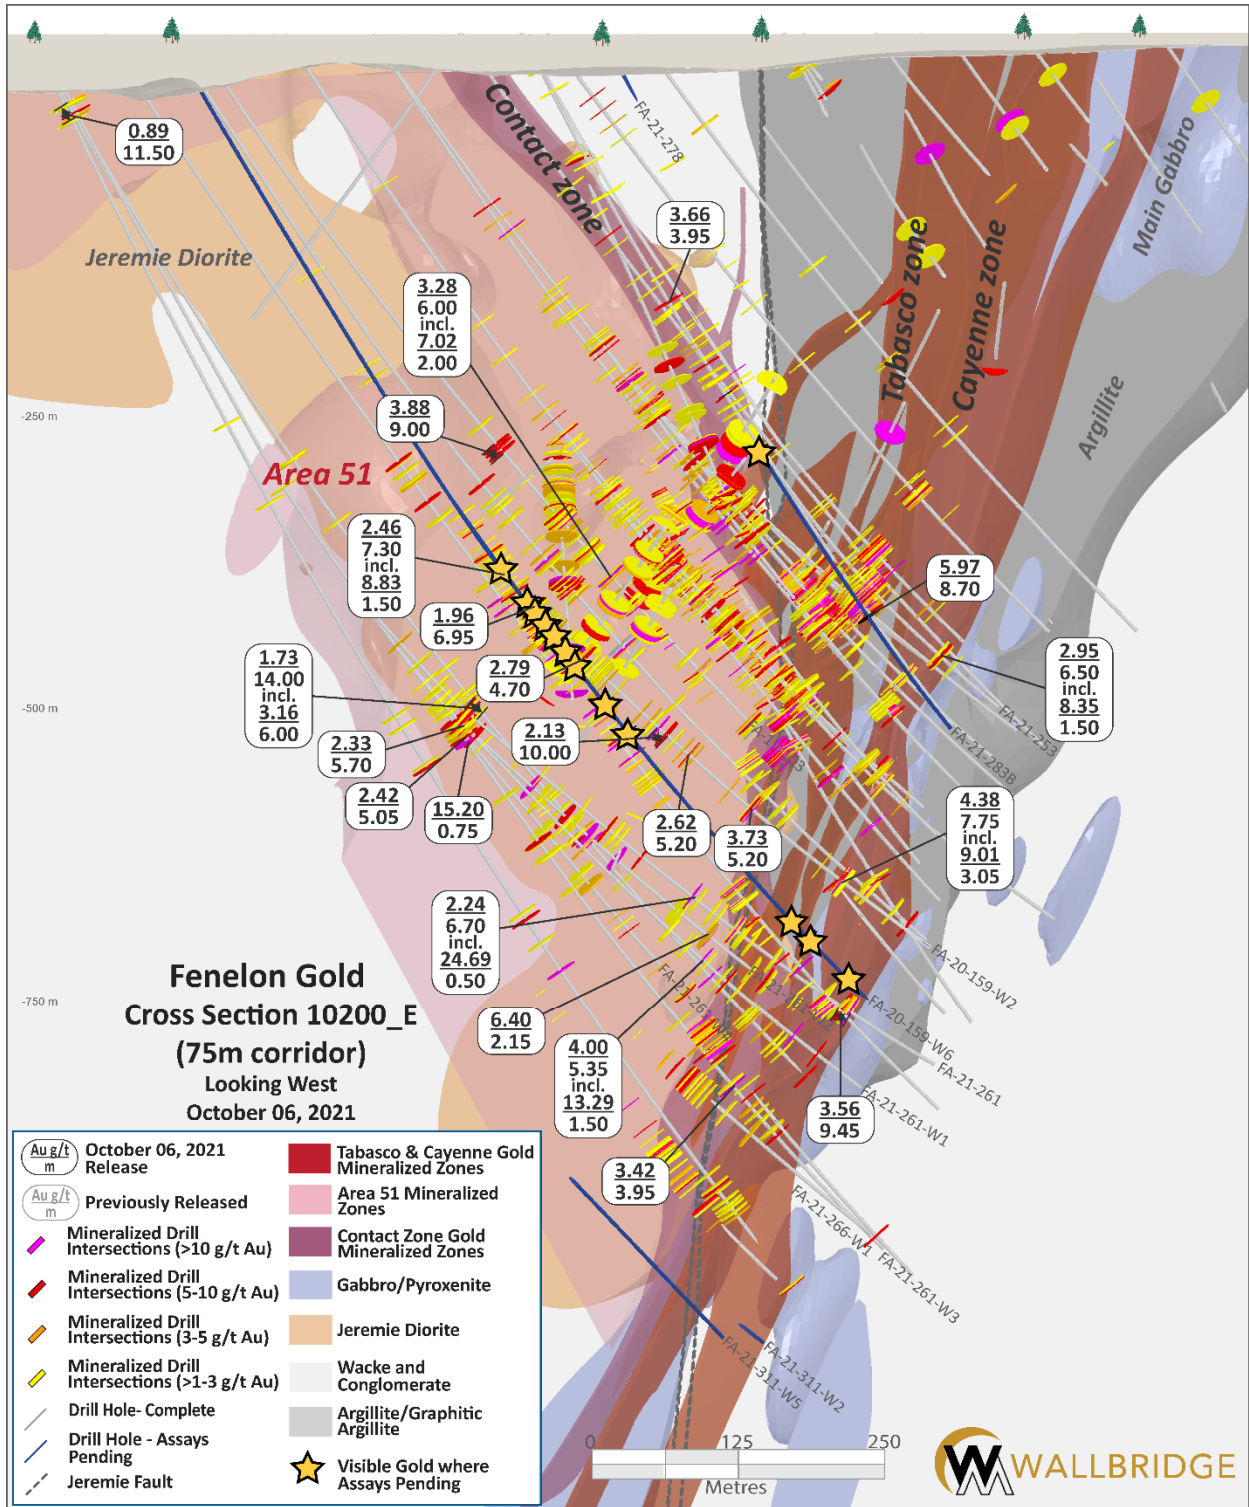 FA-21-278
Contact zone
0.89
11.50
Main Gabbro
3.66
3.95
Jeremie Diorite
Tabasco zone
Cayenne zone
3.28
6.00
incl.
7.02
2.00
Argillite
-250 m
3.88
9.00
Area 51
2.46
7.30
incl.
8.83
1.50
5.97
8.70
1.96
6.95
2.79
4.70
1.73
14.00
incl.
3.16
6.00
2.95
6.50
incl.
8.35
1.50
-500 m
2.13
10.00
FA-21-253
FA-21-283B
2.33
5.70
2.42
5.05
15.20
0.75
2.62
5.20
3.73
5.20
4.38
7.75
incl.
9.01
3.05
2.24
6.70
incl.
24.69
0.50
FA-20-159-W2
-750 m
Fenelon Gold
Cross Section 10200_E
(75m corridor)
Looking West
October 06, 2021
6.40
2.15
FA-20-159-W6
FA-21-261
4.00
5.35
incl.
13.29
1.50
FA-21-261-W1
3.56
9.45
3.42
3.95
FA-21-266-W1
FA-21-261-W3
FA-21-311-W5
FA-21-311-W2
Au g/t
m
October 06, 2021
Release
Au g/t
m
Previously Released
Mineralized Drill
Intersections (>10 g/t Au)
Mineralized Drill
Intersections (5-10 g/t Au)
Mineralized Drill
Intersections (3-5 g/t Au)
Mineralized Drill
Intersections (>1-3 g/t Au)
Drill Hole- Complete
Drill Hole - Assays
Pending
Jeremie Fault
Tabasco & Cayenne Gold
Mineralized Zones
Area 51 Mineralized
Zones
Contact Zone Gold
Mineralized Zones
Gabbro/Pyroxenite
Jeremie Diorite
Wacke and
Conglomerate
Argillite/Graphitic
Argillite
Visible Gold where
Assays Pending
0 125 250
Metres
WALLBRIDGE